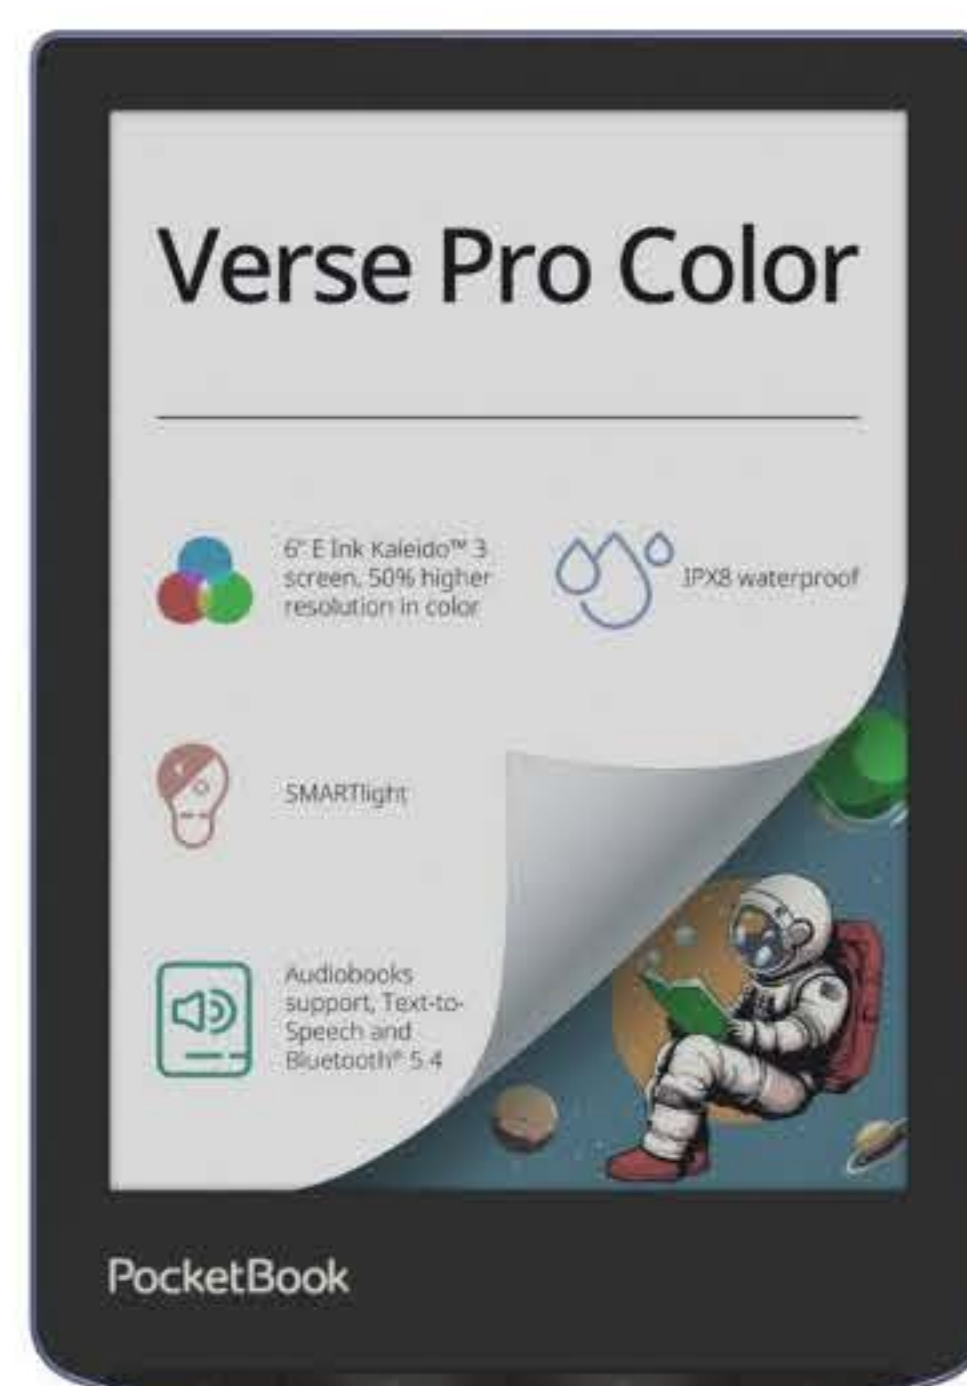 Verse Pro Color
6" E Ink Kaleido™ 3
screen, 50% higher
resolution in color
IPX8 waterproof
SMARTlight
Audiobooks
support, Text-to-
Speech and
Bluetooth® 5.4
PocketBook